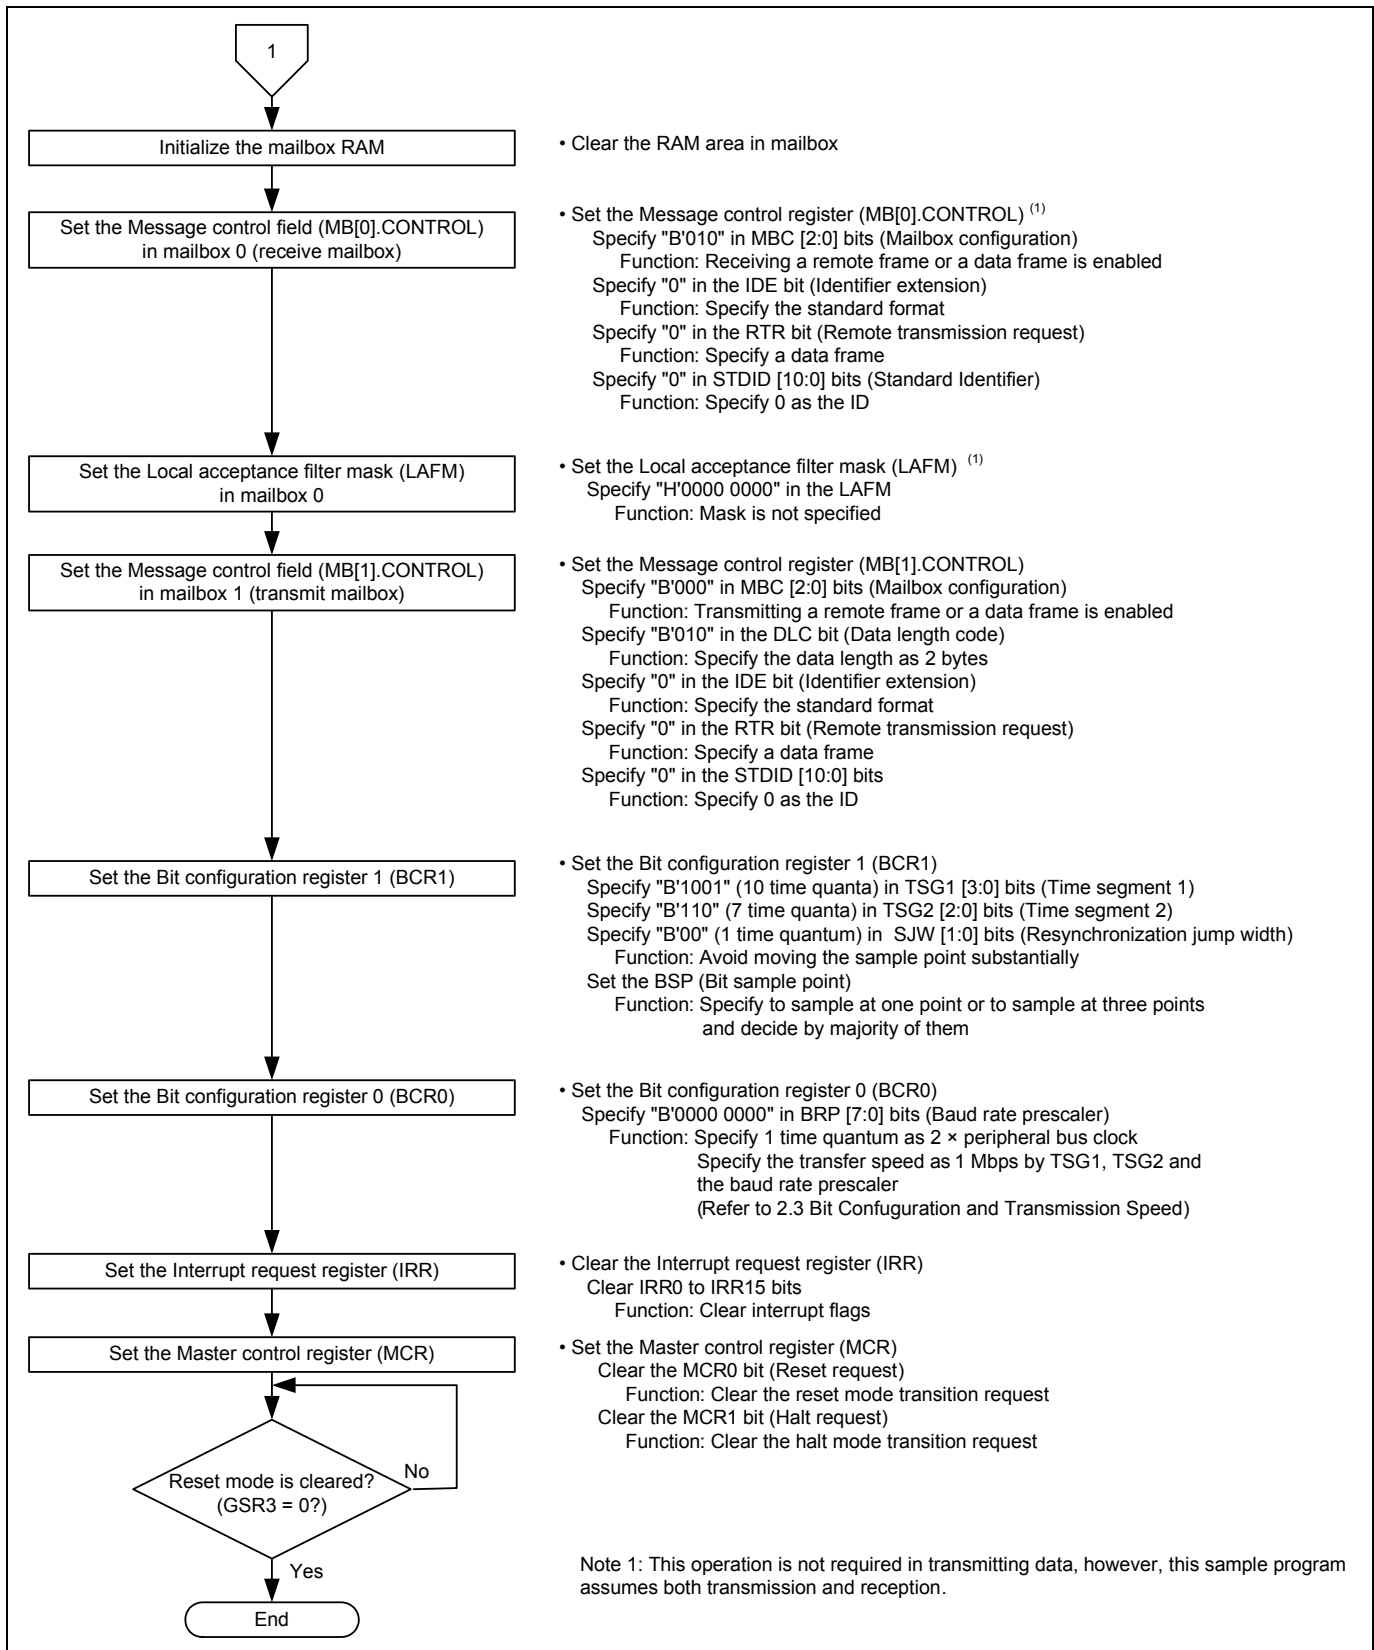 1
Initialize the mailbox RAM
• Clear the RAM area in mailbox
Set the Message control field (MB[0].CONTROL)
in mailbox 0 (receive mailbox)
• Set the Message control register (MB[0].CONTROL) (1)
Specify "B'010" in MBC [2:0] bits (Mailbox configuration)
Function: Receiving a remote frame or a data frame is enabled
Specify "0" in the IDE bit (Identifier extension)
Function: Specify the standard format
Specify "0" in the RTR bit (Remote transmission request)
Function: Specify a data frame
Specify "0" in STDID [10:0] bits (Standard Identifier)
Function: Specify 0 as the ID
Set the Local acceptance filter mask (LAFM)
in mailbox 0
• Set the Local acceptance filter mask (LAFM) (1)
Specify "H'0000 0000" in the LAFM
Function: Mask is not specified
Set the Message control field (MB[1].CONTROL)
in mailbox 1 (transmit mailbox)
• Set the Message control register (MB[1].CONTROL)
Specify "B'000" in MBC [2:0] bits (Mailbox configuration)
Function: Transmitting a remote frame or a data frame is enabled
Specify "B'010" in the DLC bit (Data length code)
Function: Specify the data length as 2 bytes
Specify "0" in the IDE bit (Identifier extension)
Function: Specify the standard format
Specify "0" in the RTR bit (Remote transmission request)
Function: Specify a data frame
Specify "0" in the STDID [10:0] bits
Function: Specify 0 as the ID
Set the Bit configuration register 1 (BCR1)
• Set the Bit configuration register 1 (BCR1)
Specify "B'1001" (10 time quanta) in TSG1 [3:0] bits (Time segment 1)
Specify "B'110" (7 time quanta) in TSG2 [2:0] bits (Time segment 2)
Specify "B'00" (1 time quantum) in SJW [1:0] bits (Resynchronization jump width)
Function: Avoid moving the sample point substantially
Set the BSP (Bit sample point)
Function: Specify to sample at one point or to sample at three points
and decide by majority of them
Set the Bit configuration register 0 (BCR0)
• Set the Bit configuration register 0 (BCR0)
Specify "B'0000 0000" in BRP [7:0] bits (Baud rate prescaler)
Function: Specify 1 time quantum as 2 × peripheral bus clock
Specify the transfer speed as 1 Mbps by TSG1, TSG2 and
the baud rate prescaler
(Refer to 2.3 Bit Confuguration and Transmission Speed)
Set the Interrupt request register (IRR)
• Clear the Interrupt request register (IRR)
Clear IRR0 to IRR15 bits
Function: Clear interrupt flags
Set the Master control register (MCR)
• Set the Master control register (MCR)
Clear the MCR0 bit (Reset request)
Function: Clear the reset mode transition request
Clear the MCR1 bit (Halt request)
Function: Clear the halt mode transition request
Reset mode is cleared?
(GSR3 = 0?)
No
Yes
End
Note 1: This operation is not required in transmitting data, however, this sample program
assumes both transmission and reception.